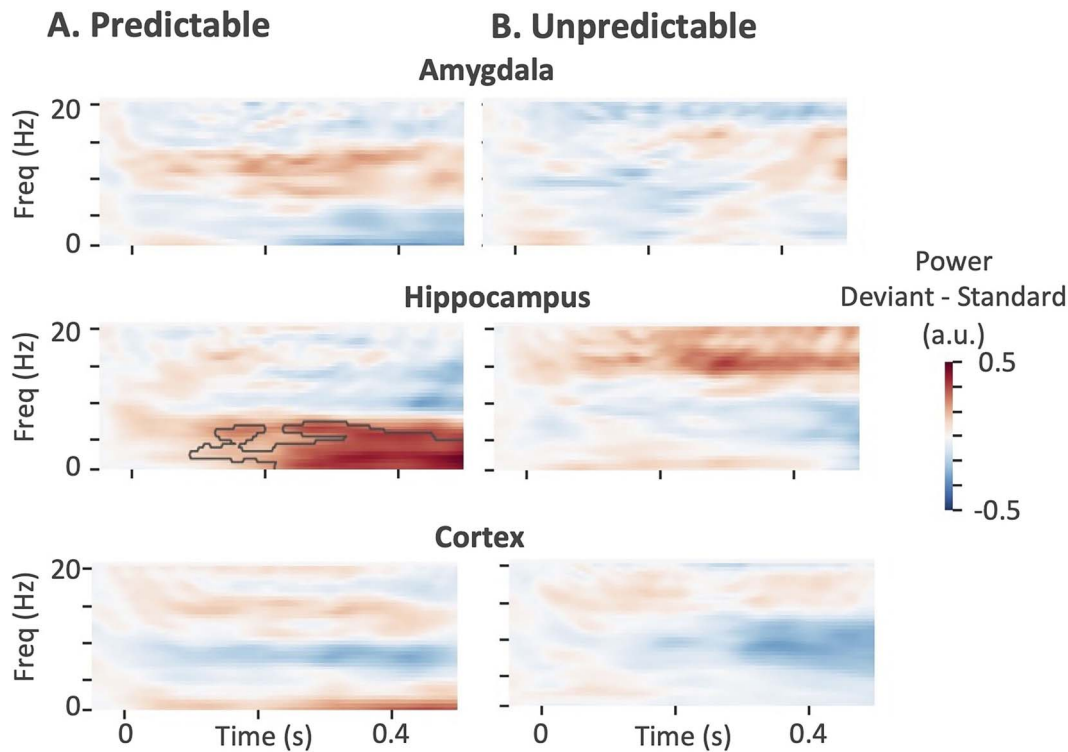 A. Predictable
B. Unpredictable
Amygdala
Freq (Hz)
20
0
Hippocampus
Freq (Hz)
20
0
Power
Deviant - Standard
(a.u.)
0.5
-0.5
Cortex
Freq (Hz)
20
0
0
Time (s)
0.4
0
Time (s)
0.4